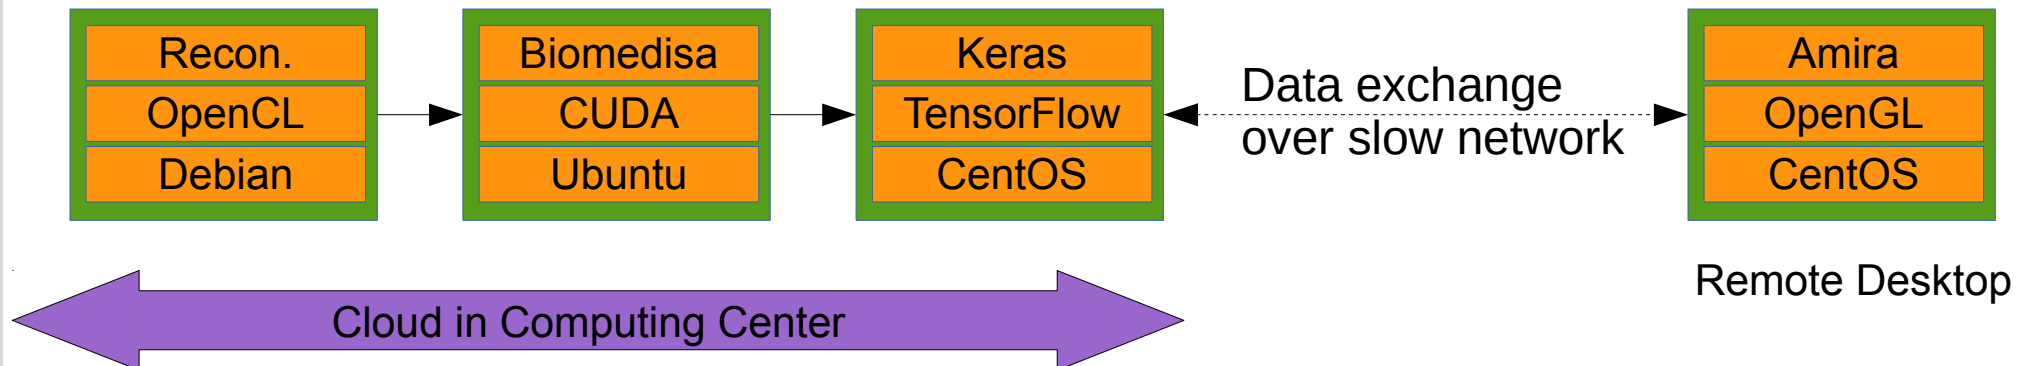 Recon.
OpenCL
Debian
Biomedisa
CUDA
Ubuntu
Keras
TensorFlow
CentOS
Data exchange
over slow network
Amira
OpenGL
CentOS
Remote Desktop
Cloud in Computing Center